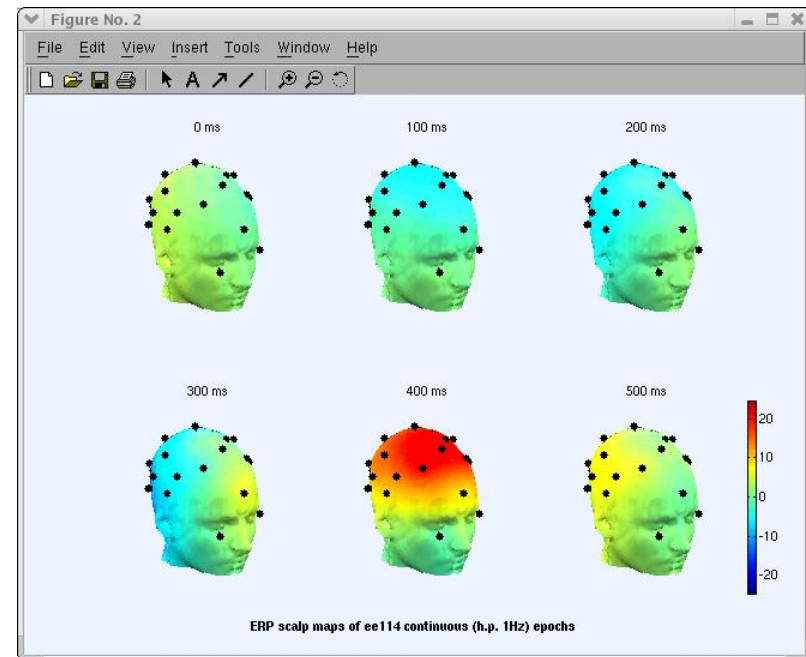 Figure No. 2
File Edit View Insert Tools Window Help
A
0 ms 100 ms 200 ms
300 ms 400 ms 500 ms
20
10
0
-10
-20
ERP scalp maps of ee114 continuous (h.p. 1Hz) epochs